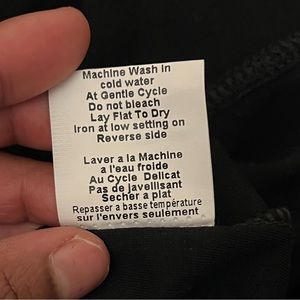 Machine Wash in
cold water
At Gentle Cycle
Do not bleach
Lay Flat To Dry
Iron at low setting on
Reverse side
Laver a la Machine
a l'eau froide
Au Cycle Delicat
Pas de javellisant
Secher a plat
Repasser a basse température
sur l'envers seulement